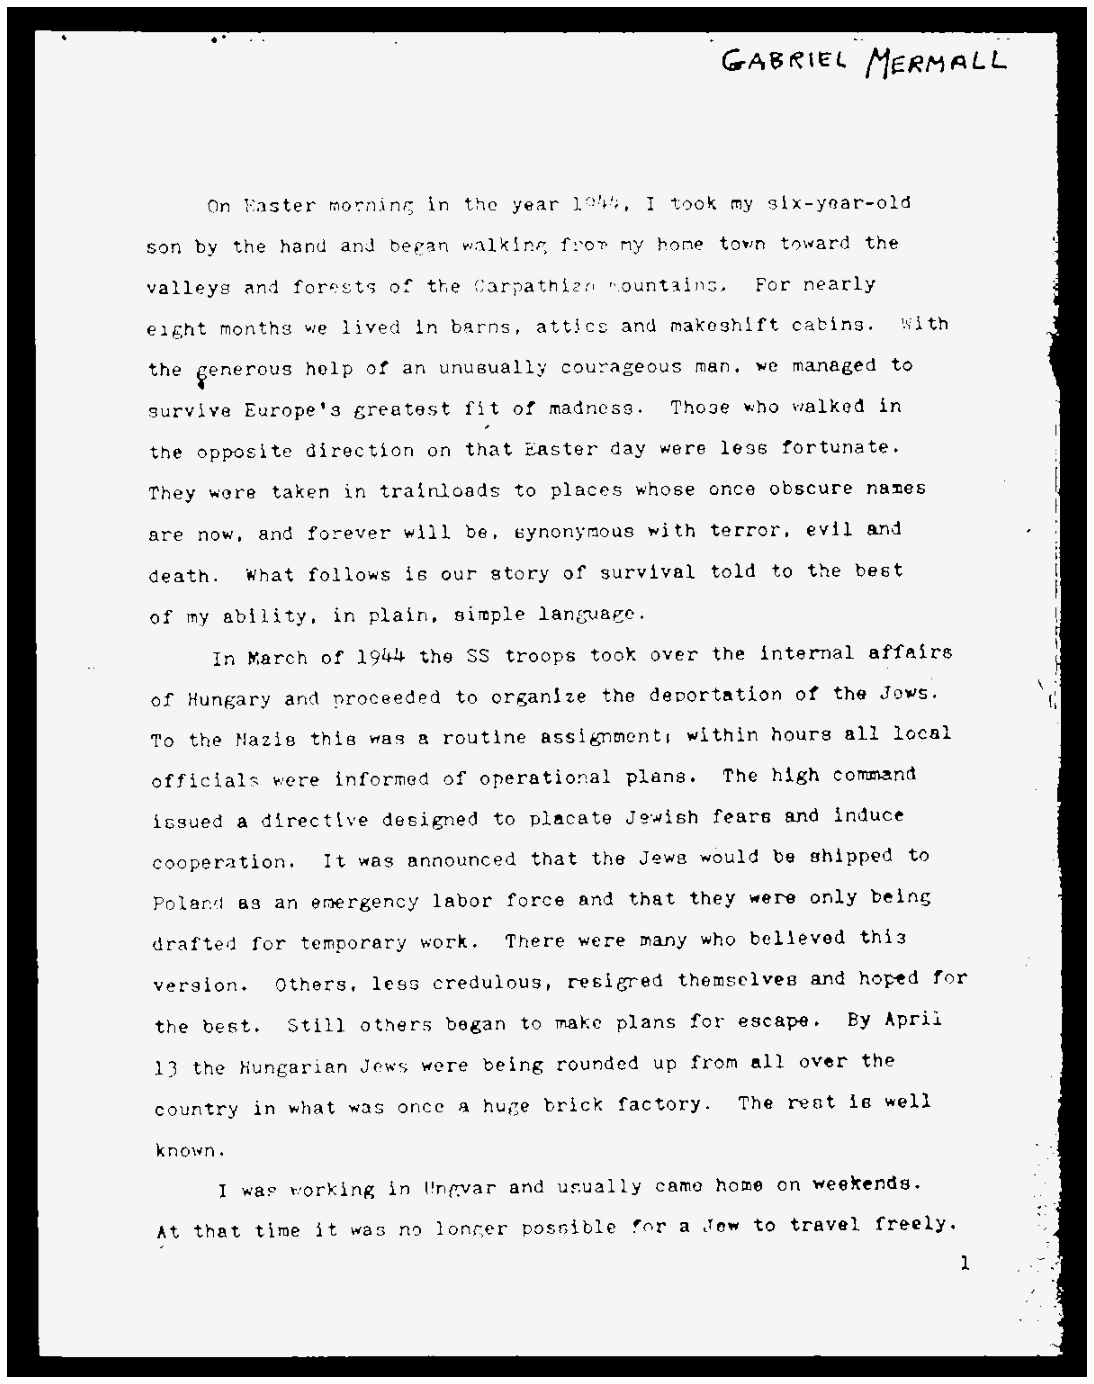 GABRIEL MERMALL
On Easter morning in the year 1944, I took my six-year-old
son by the hand and began walking from my home town toward the
valleys and forests of the Carpathian mountains. For nearly
eight months we lived in barns, attics and makeshift cabins. With
the generous help of an unusually courageous man, we managed to
survive Europe's greatest fit of madness. Those who walked in
the opposite direction on that Easter day were less fortunate.
They were taken in trainloads to places whose once obscure names
are now, and forever will be, synonymous with terror, evil and
death. What follows is our story of survival told to the best
of my ability, in plain, simple language.
In March of 1944 the SS troops took over the internal affairs
of Hungary and proceeded to organize the deportation of the Jews.
To the Nazis this was a routine assignment; within hours all local
officials were informed of operational plans. The high command
issued a directive designed to placate Jewish fears and induce
cooperation. It was announced that the Jews would be shipped to
Poland as an emergency labor force and that they were only being
drafted for temporary work. There were many who believed this
version. Others, less credulous, resigned themselves and hoped for
the best. Still others began to make plans for escape. By April
13 the Hungarian Jews were being rounded up from all over the
country in what was once a huge brick factory. The rest is well
known.
I was working in Ungvar and usually came home on weekends.
At that time it was no longer possible for a Jew to travel freely.
1